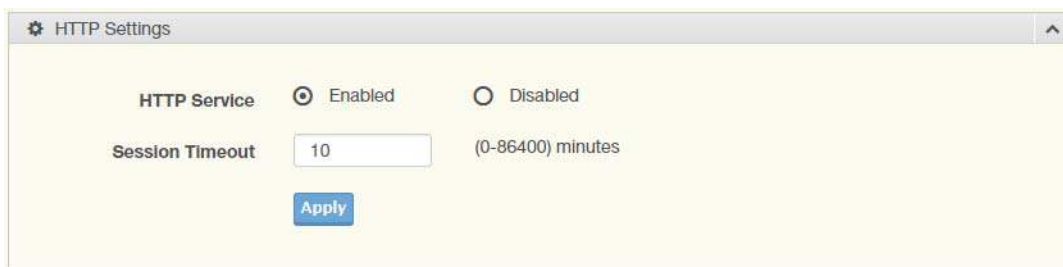 HTTP Settings
HTTP Service Enabled Disabled
Session Timeout 10 (0-86400) minutes
Apply